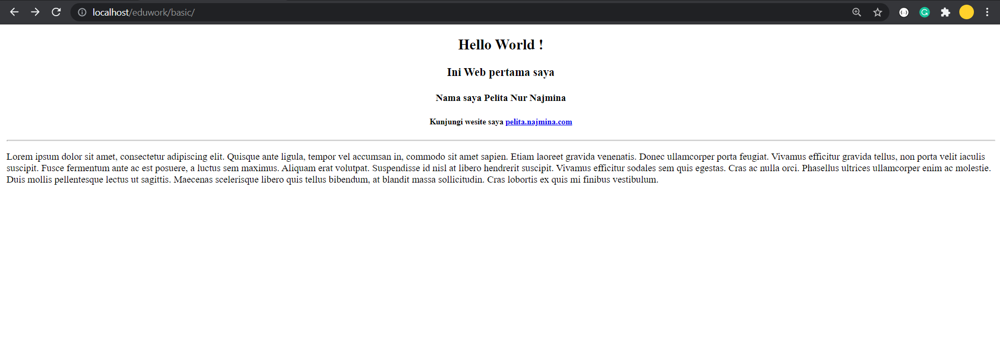 localhost/eduwork/basic/
Hello World !
Ini Web pertama saya
Nama saya Pelita Nur Najmina
Kunjungi wesite saya pelita.najmina.com
Lorem ipsum dolor sit amet, consectetur adipiscing elit. Quisque ante ligula, tempor vel accumsan in, commodo sit amet sapien. Etiam laoreet gravida venenatis. Donec ullamcorper porta feugiat. Vivamus efficitur gravida tellus, non porta velit iaculis
suscipit. Fusce fermentum ante ac est posuere, a luctus sem maximus. Aliquam erat volutpat. Suspendisse id nisl at libero hendrerit suscipit. Vivamus efficitur sodales sem quis egestas. Cras ac nulla orci. Phasellus ultrices ullamcorper enim ac molestie.
Duis mollis pellentesque lectus ut sagittis. Maecenas scelerisque libero quis tellus bibendum, at blandit massa sollicitudin. Cras lobortis ex quis mi finibus vestibulum.